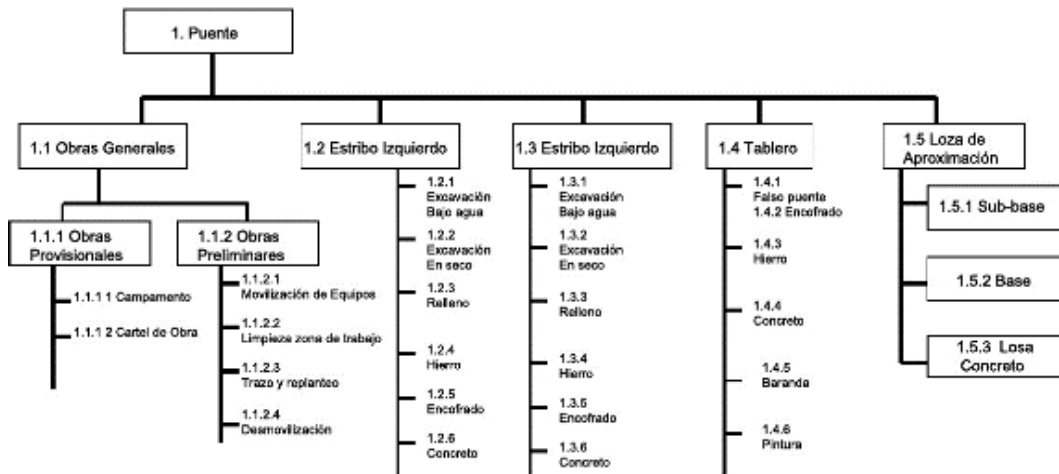 1. Puente
1.1 Obras Generales
1.2 Estribo Izquierdo
1.3 Estribo Izquierdo
1.4 Tablero
1.5 Loza de
Aproximación
1.1.1 Obras
Provisionales
1.1.1 1 Campamento
1.1.1 2 Cartel de Obra
1.1.2 Obras
Preliminares
1.1.2.1
Movilización de Equipos
1.1.2.2
Limpieza zona de trabajo
1.1.2.3
Trazo y replanteo
1.1.2.4
Desmovilización
1.2.1
Excavación
Bajo agua
1.2.2
Excavación
En seco
1.2.3
Relleno
1.2.4
Hierro
1.2.5
Encofrado
1.2.6
Concreto
1.3.1
Excavación
Bajo agua
1.3.2
Excavación
En seco
1.3.3
Relleno
1.3.4
Hierro
1.3.5
Encofrado
1.3.6
Concreto
1.4.1
Falso puente
1.4.2 Encofrado
1.4.3
Hierro
1.4.4
Concreto
1.4.5
Baranda
1.4.6
Pintura
1.5.1 Sub-base
1.5.2 Base
1.5.3 Losa
Concreto